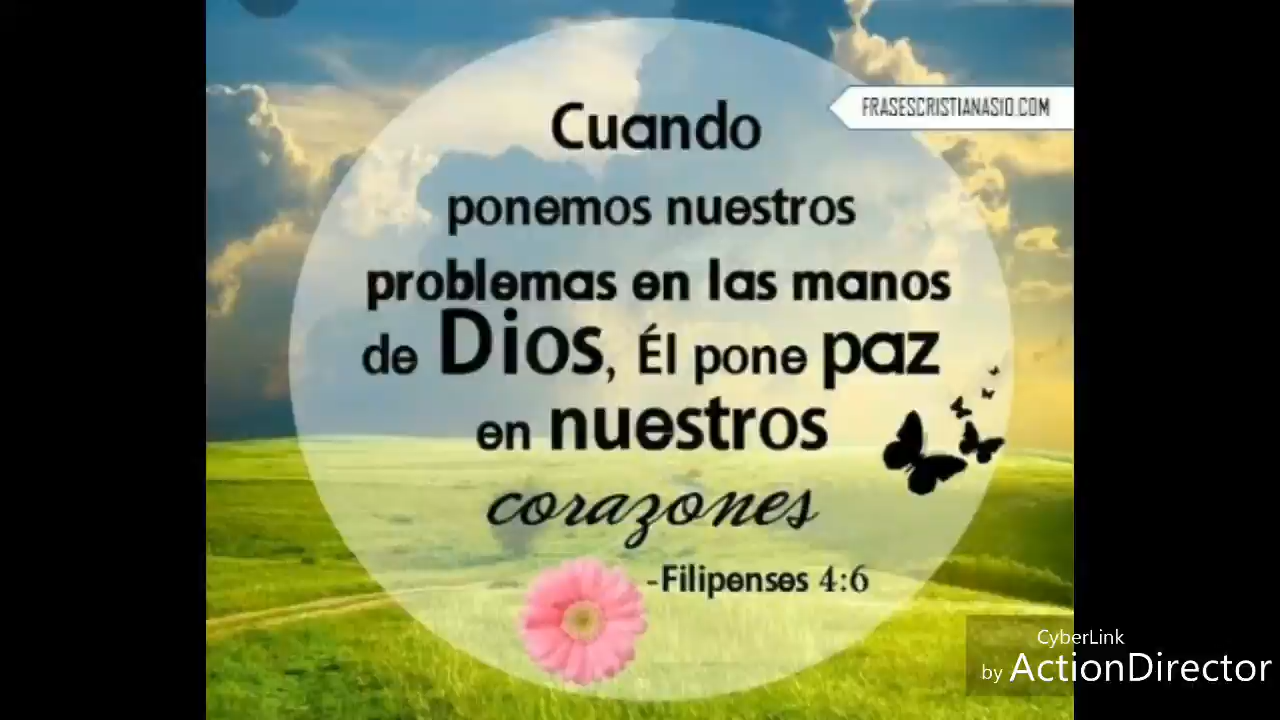 FRASESCRISTIANAS10.COM
Cuando
ponemos nuestros
problemas en las manos
de Dios, Él pone paz
en nuestros
corazones
-Filipenses 4:6
CyberLink
by ActionDirector